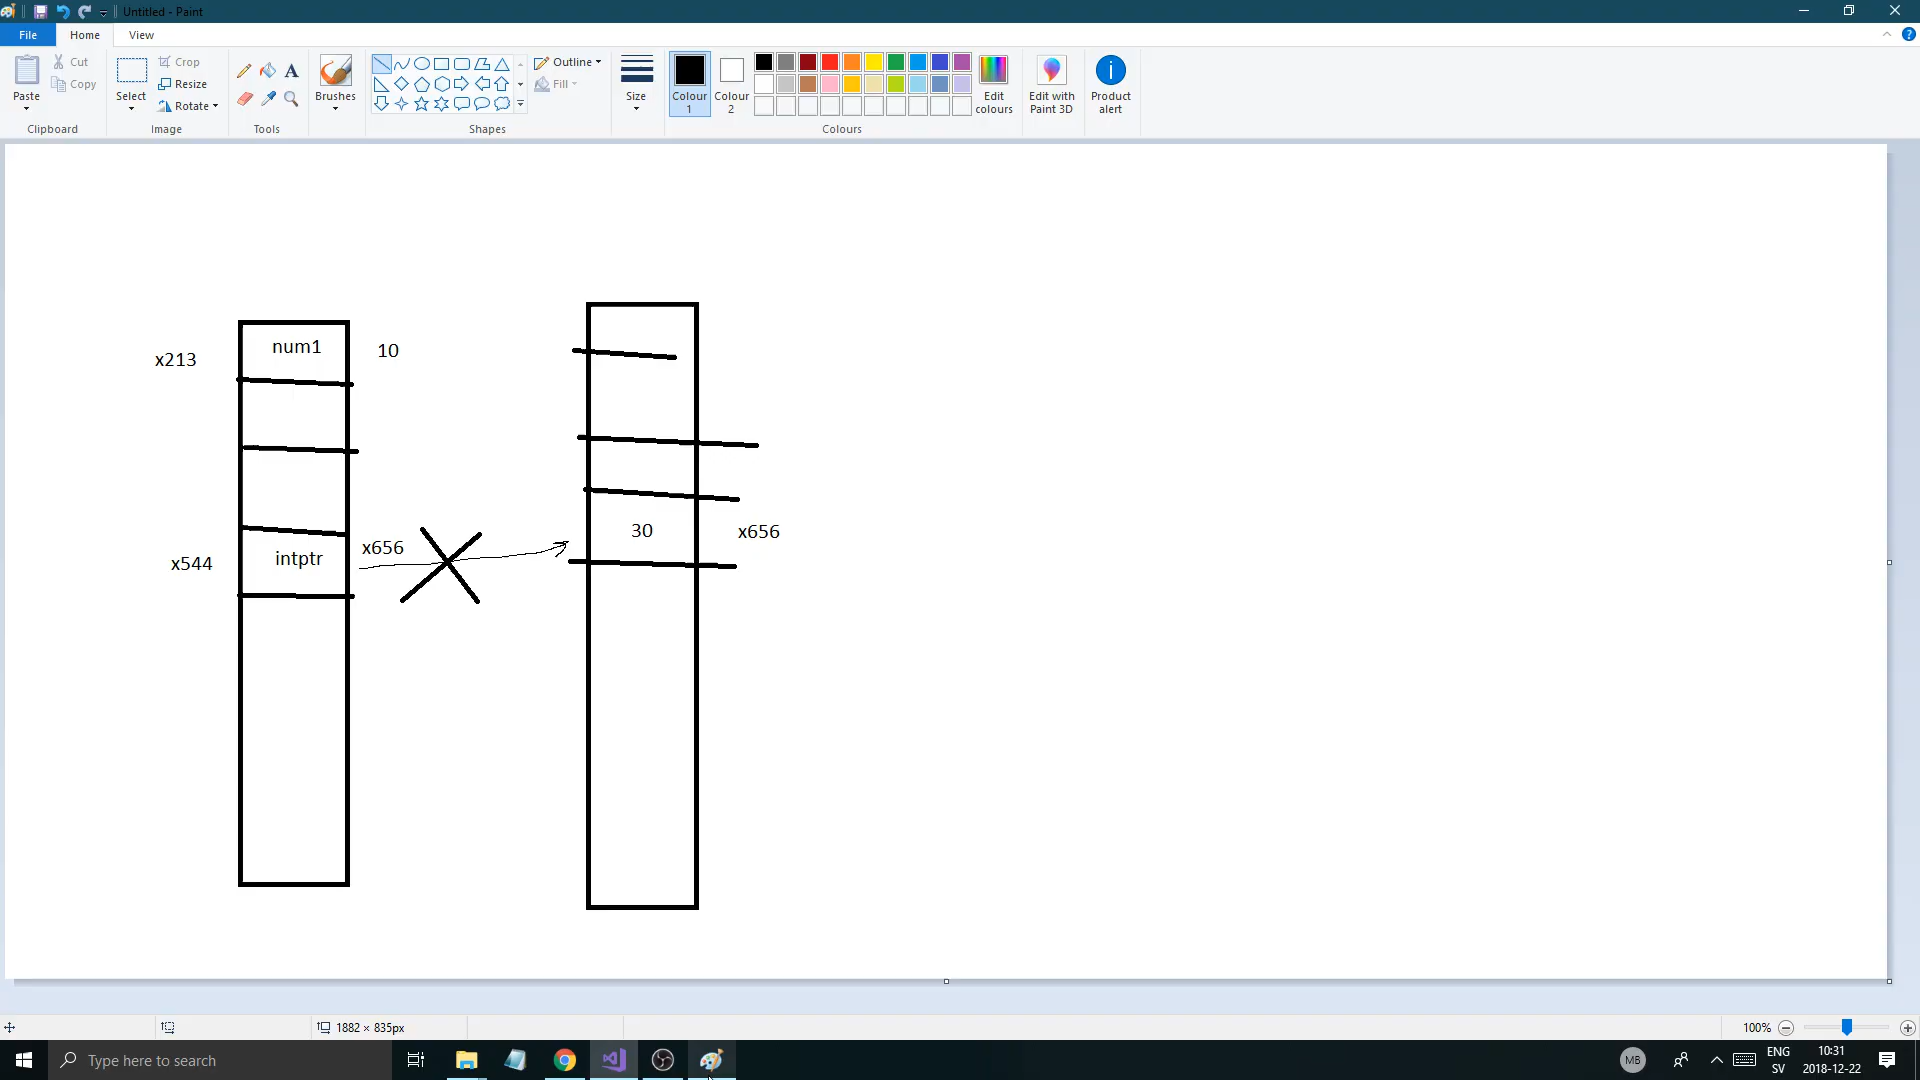 Untitled - Paint
File
Home
View
Paste
Cut
Copy
Clipboard
Select
Crop
Resize
Rotate
Image
A
Tools
Brushes
Shapes
Outline
Fill
Size
Colour
1
Colour
2
Edit
colours
Colours
Edit with
Paint 3D
Product
alert
x213
num1
10
x544
intptr
x656
30
x656
1882 × 835px
100%
Type here to search
MB
ENG
SV
10:31
2018-12-22